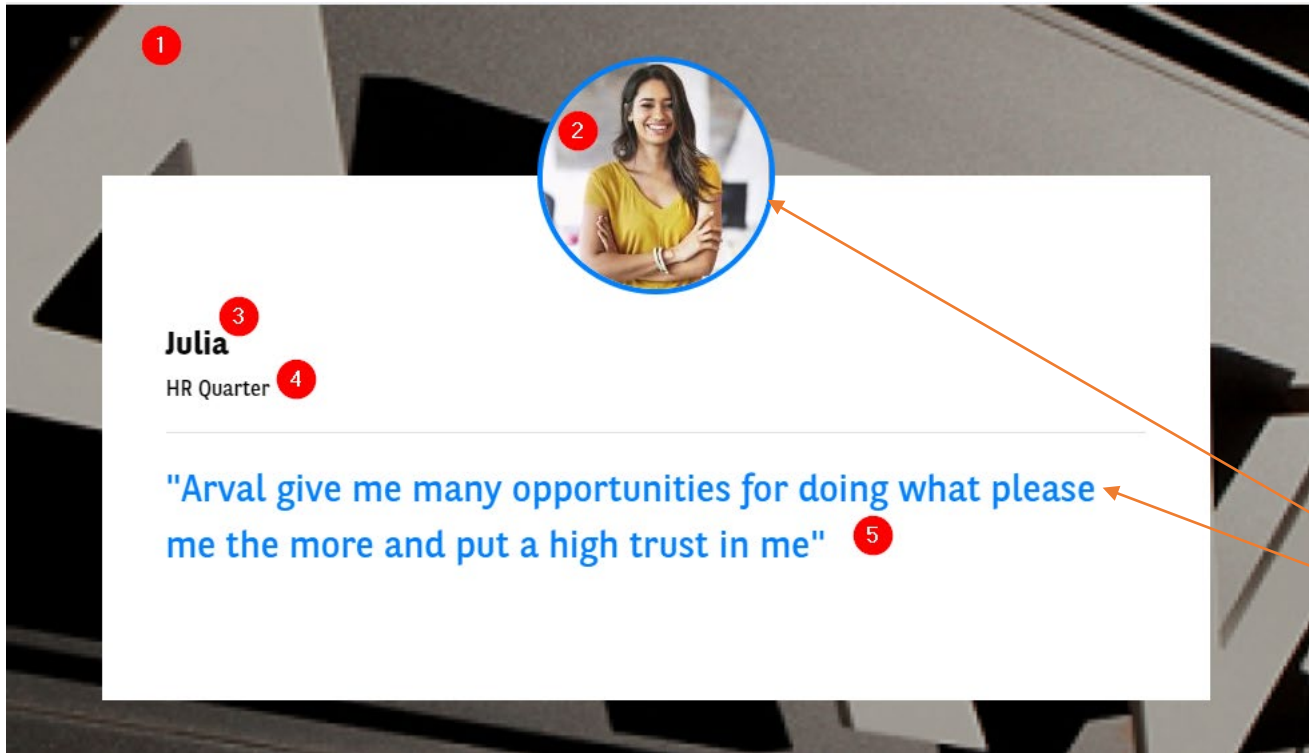 1
2
3
Julia
4
HR Quarter
"Arval give me many opportunities for doing what please
me the more and put a high trust in me"
5